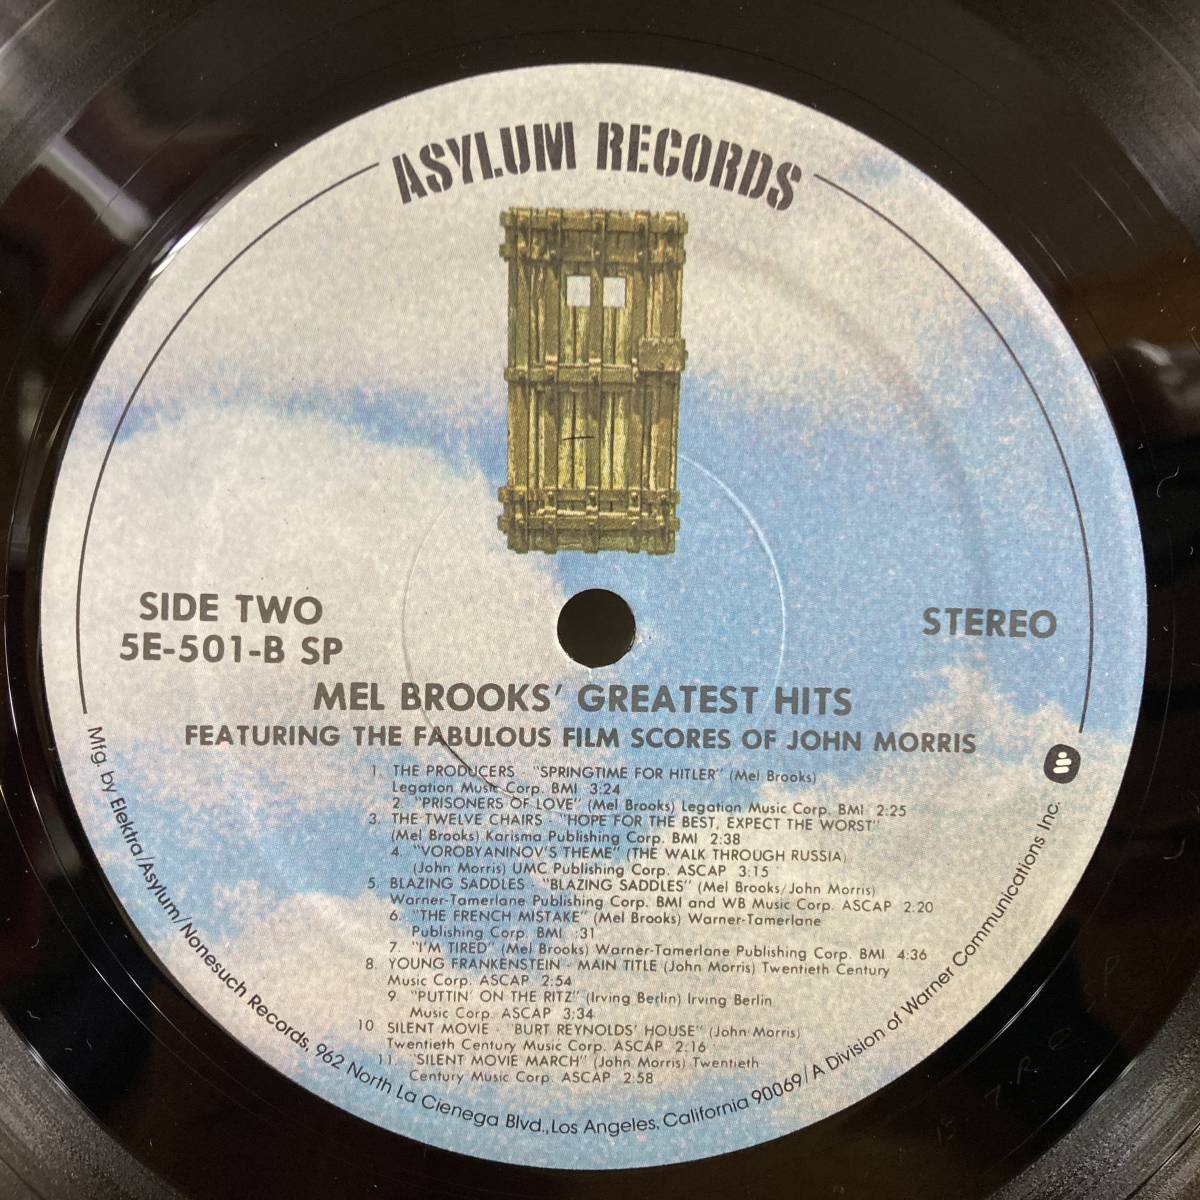 ASYLUM RECORDS
SIDE TWO
5E-501-B SP
STEREO
MEL BROOKS' GREATEST HITS
FEATURING THE FABULOUS FILM SCORES OF JOHN MORRIS
1. THE PRODUCERS - "SPRINGTIME FOR HITLER" (Mel Brooks)
Legation Music Corp. BMI 3:24
2. "PRISONERS OF LOVE" (Mel Brooks) Legation Music Corp. BMI 2:25
3. THE TWELVE CHAIRS - "HOPE FOR THE BEST, EXPECT THE WORST"
(Mel Brooks) Karisma Publishing Corp. BMI 2:38
4. "VOROBYANINOV'S THEME" (THE WALK THROUGH RUSSIA)
(John Morris) UMC Publishing Corp. ASCAP 3:15
5. BLAZING SADDLES - "BLAZING SADDLES" (Mel Brooks/John Morris)
Warner-Tamerlane Publishing Corp. BMI and WB Music Corp. ASCAP 2:20
6. "THE FRENCH MISTAKE" (Mel Brooks) Warner-Tamerlane
Publishing Corp. BMI :31
7. "I'M TIRED" (Mel Brooks) Warner-Tamerlane Publishing Corp. BMI 4:36
8. YOUNG FRANKENSTEIN - MAIN TITLE (John Morris) Twentieth Century
Music Corp. ASCAP 2:54
9 "PUTTIN' ON THE RITZ" (Irving Berlin) Irving Berlin
Music Corp. ASCAP 3:34
10 SILENT MOVIE - "BURT REYNOLDS' HOUSE" (John Morris)
Twentieth Century Music Corp. ASCAP 2:16
11. "SILENT MOVIE MARCH" (John Morris) Twentieth
Century Music Corp ASCAP 2:58
Mfg. by Elektra/Asylum/Nonesuch Records, 962 North La Cienega Blvd., Los Angeles, California 90069/A Division of Warner Communications Inc.